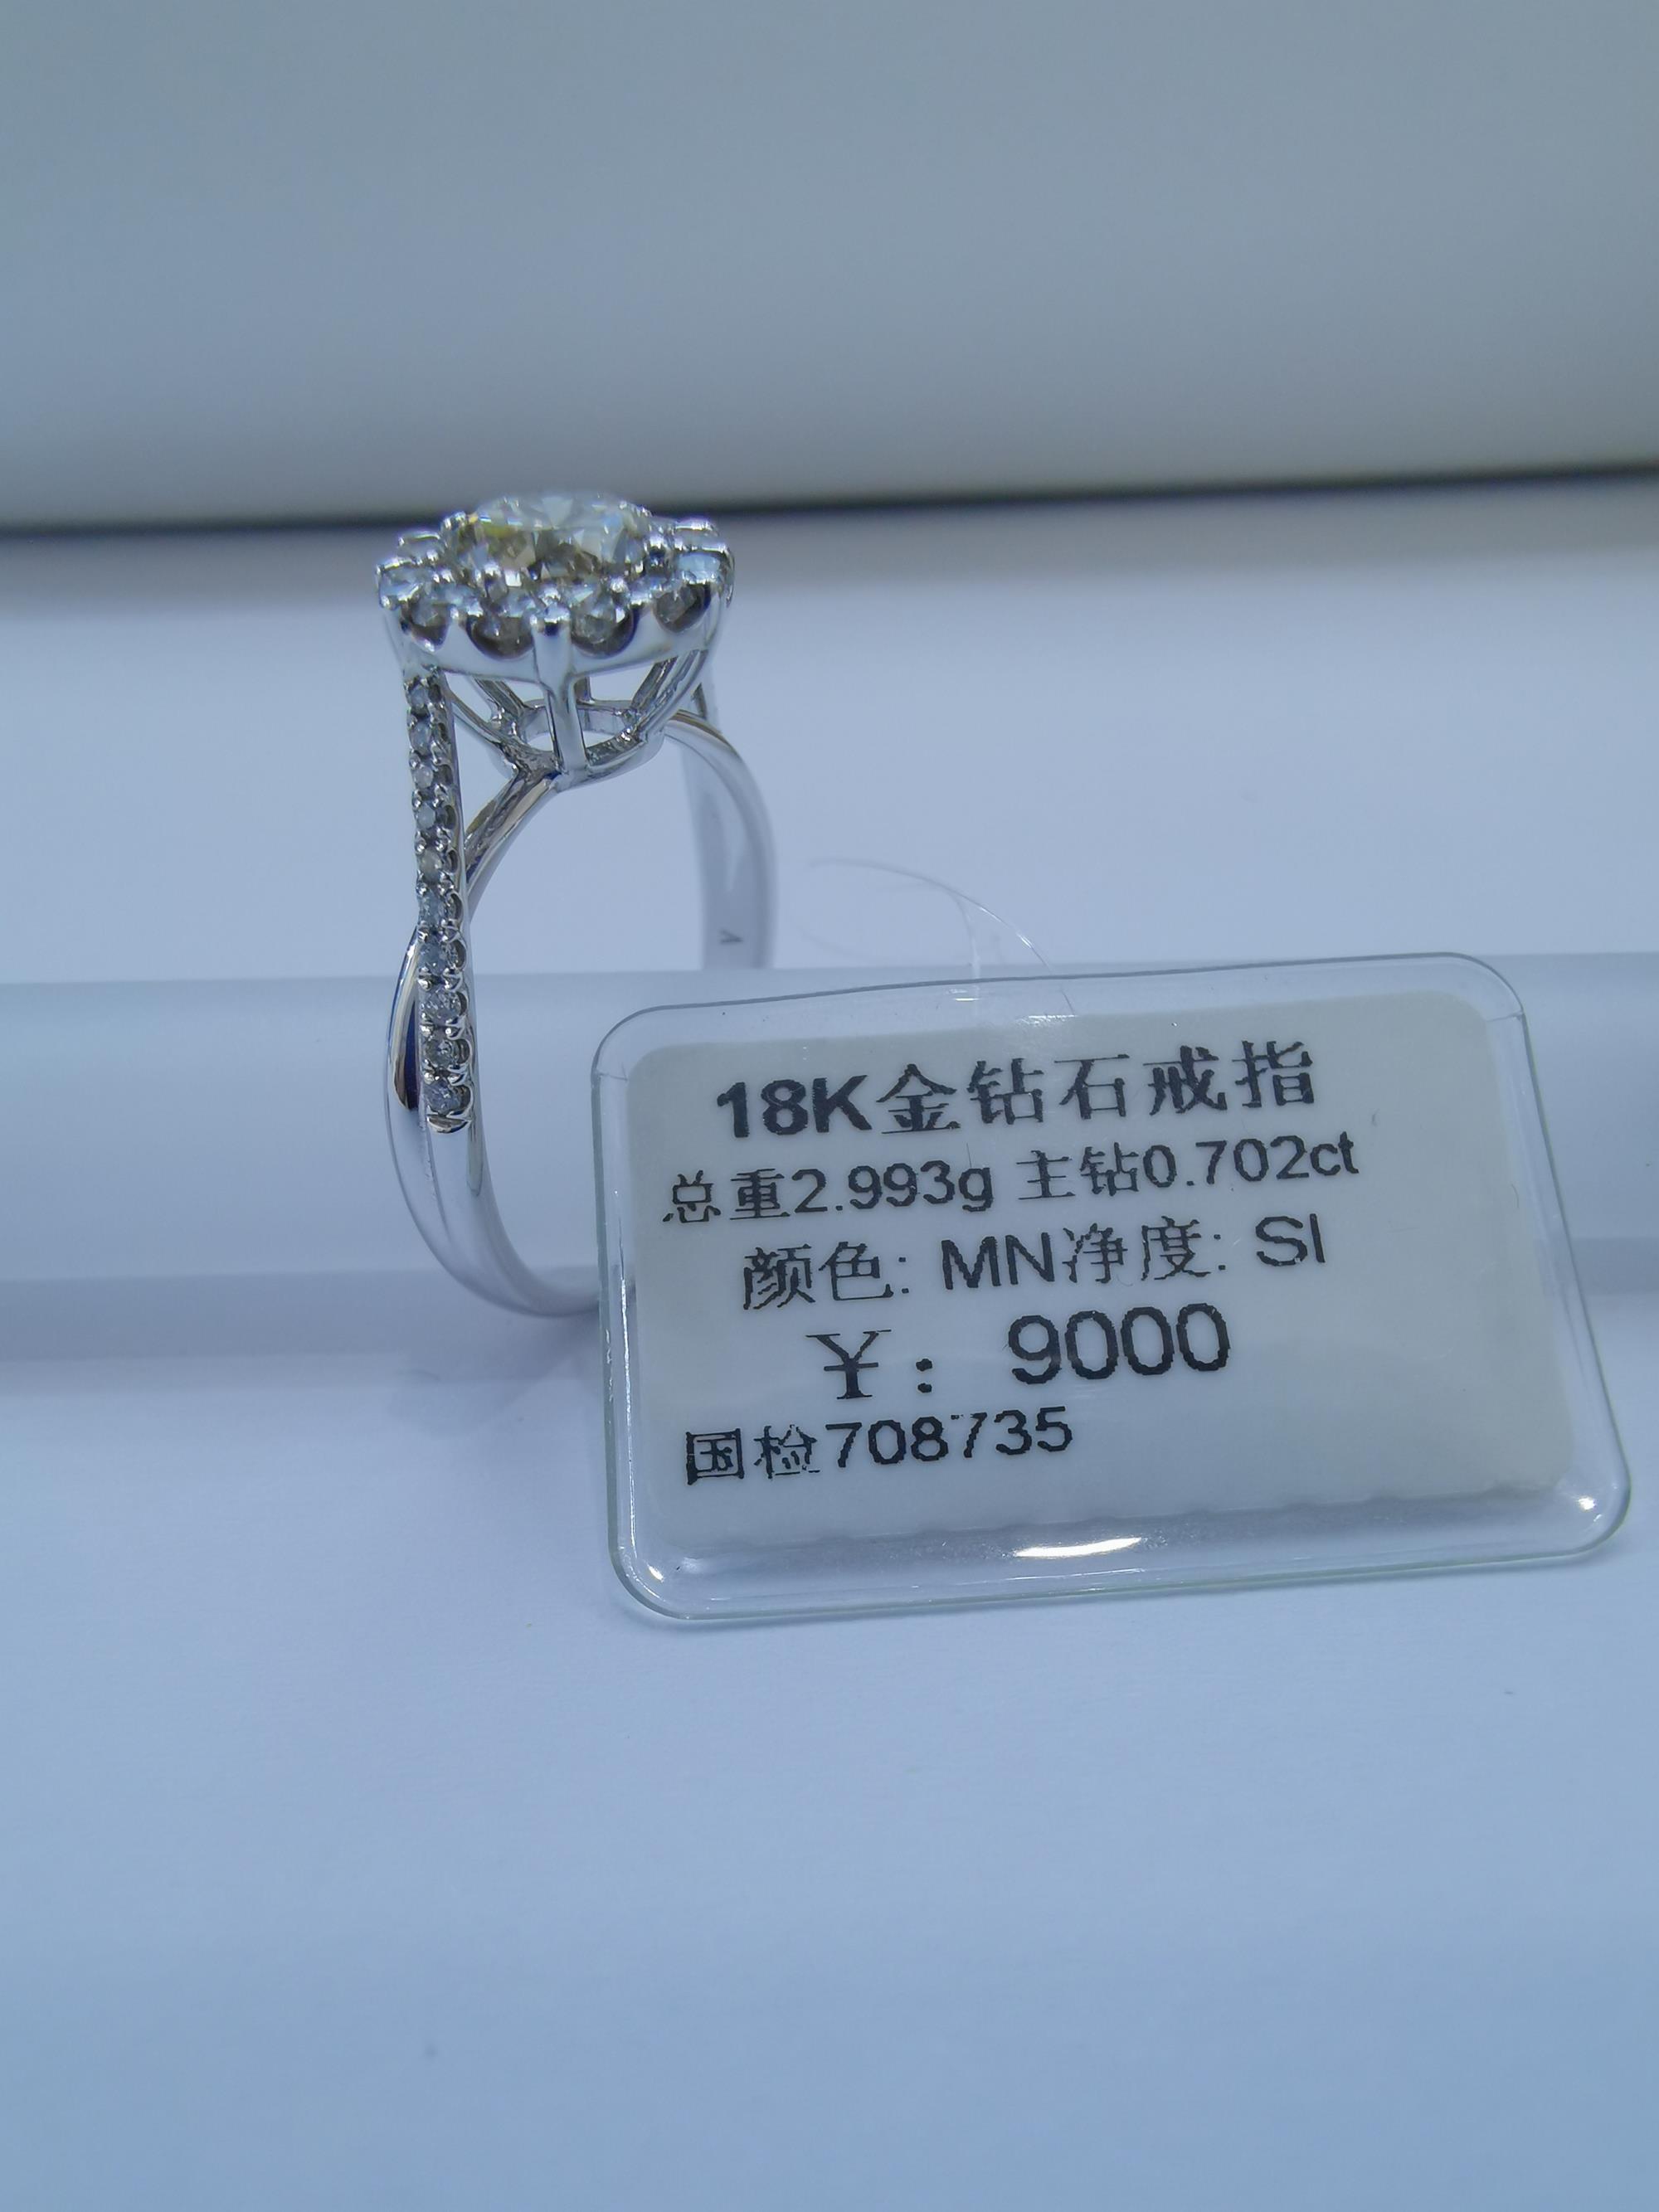 18K金钻石戒指
总重2.993g 主钻0.702ct
颜色: MN净度: SI
￥: 9000
国检708735